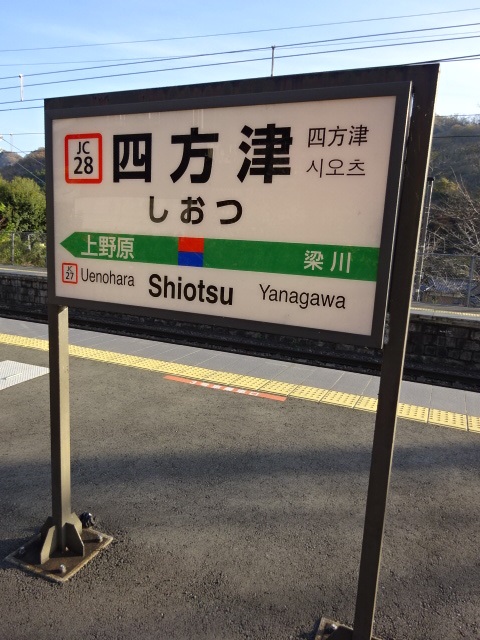 JC
28
四方津
四方津
시오츠
しおつ
上野原
梁川
JC
27
Uenohara
Shiotsu
Yanagawa